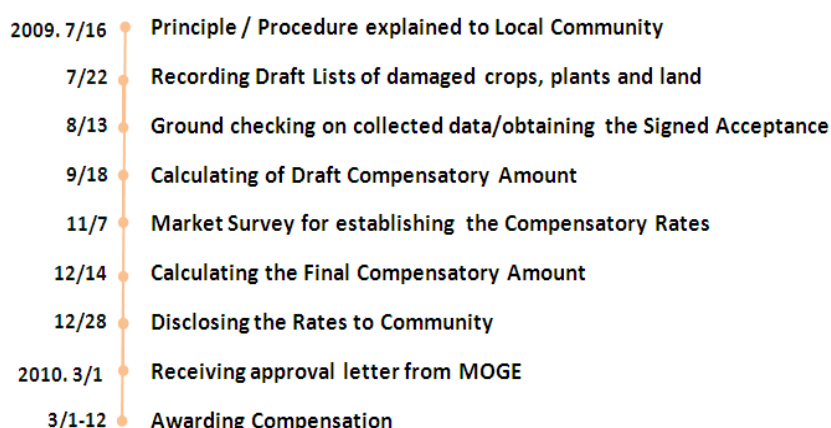 2009. 7/16 Principle / Procedure explained to Local Community
7/22 Recording Draft Lists of damaged crops, plants and land
8/13 Ground checking on collected data/obtaining the Signed Acceptance
9/18 Calculating of Draft Compensatory Amount
11/7 Market Survey for establishing the Compensatory Rates
12/14 Calculating the Final Compensatory Amount
12/28 Disclosing the Rates to Community
2010. 3/1 Receiving approval letter from MOGE
3/1-12 Awarding Compensation